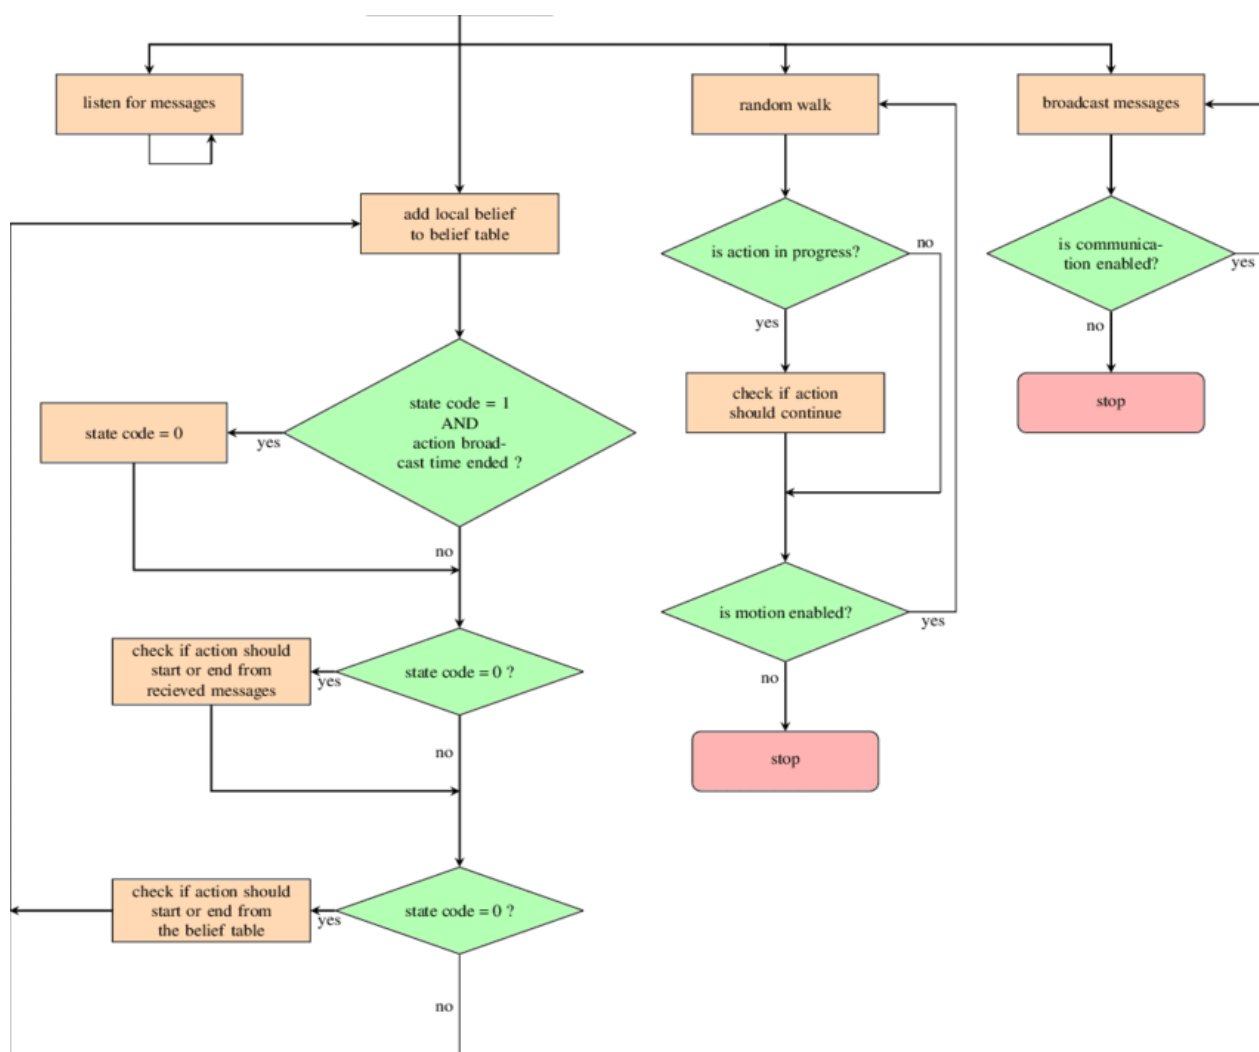 listen for messages
random walk
broadcast messages
add local belief
to belief table
is action in progress?
no
is communica-
tion enabled?
yes
yes
no
check if action
should continue
stop
state code = 1
AND
action broad-
cast time ended ?
state code = 0
yes
no
is motion enabled?
yes
no
check if action should
start or end from
recieved messages
state code = 0 ?
yes
no
stop
check if action should
start or end from
the belief table
state code = 0 ?
yes
no